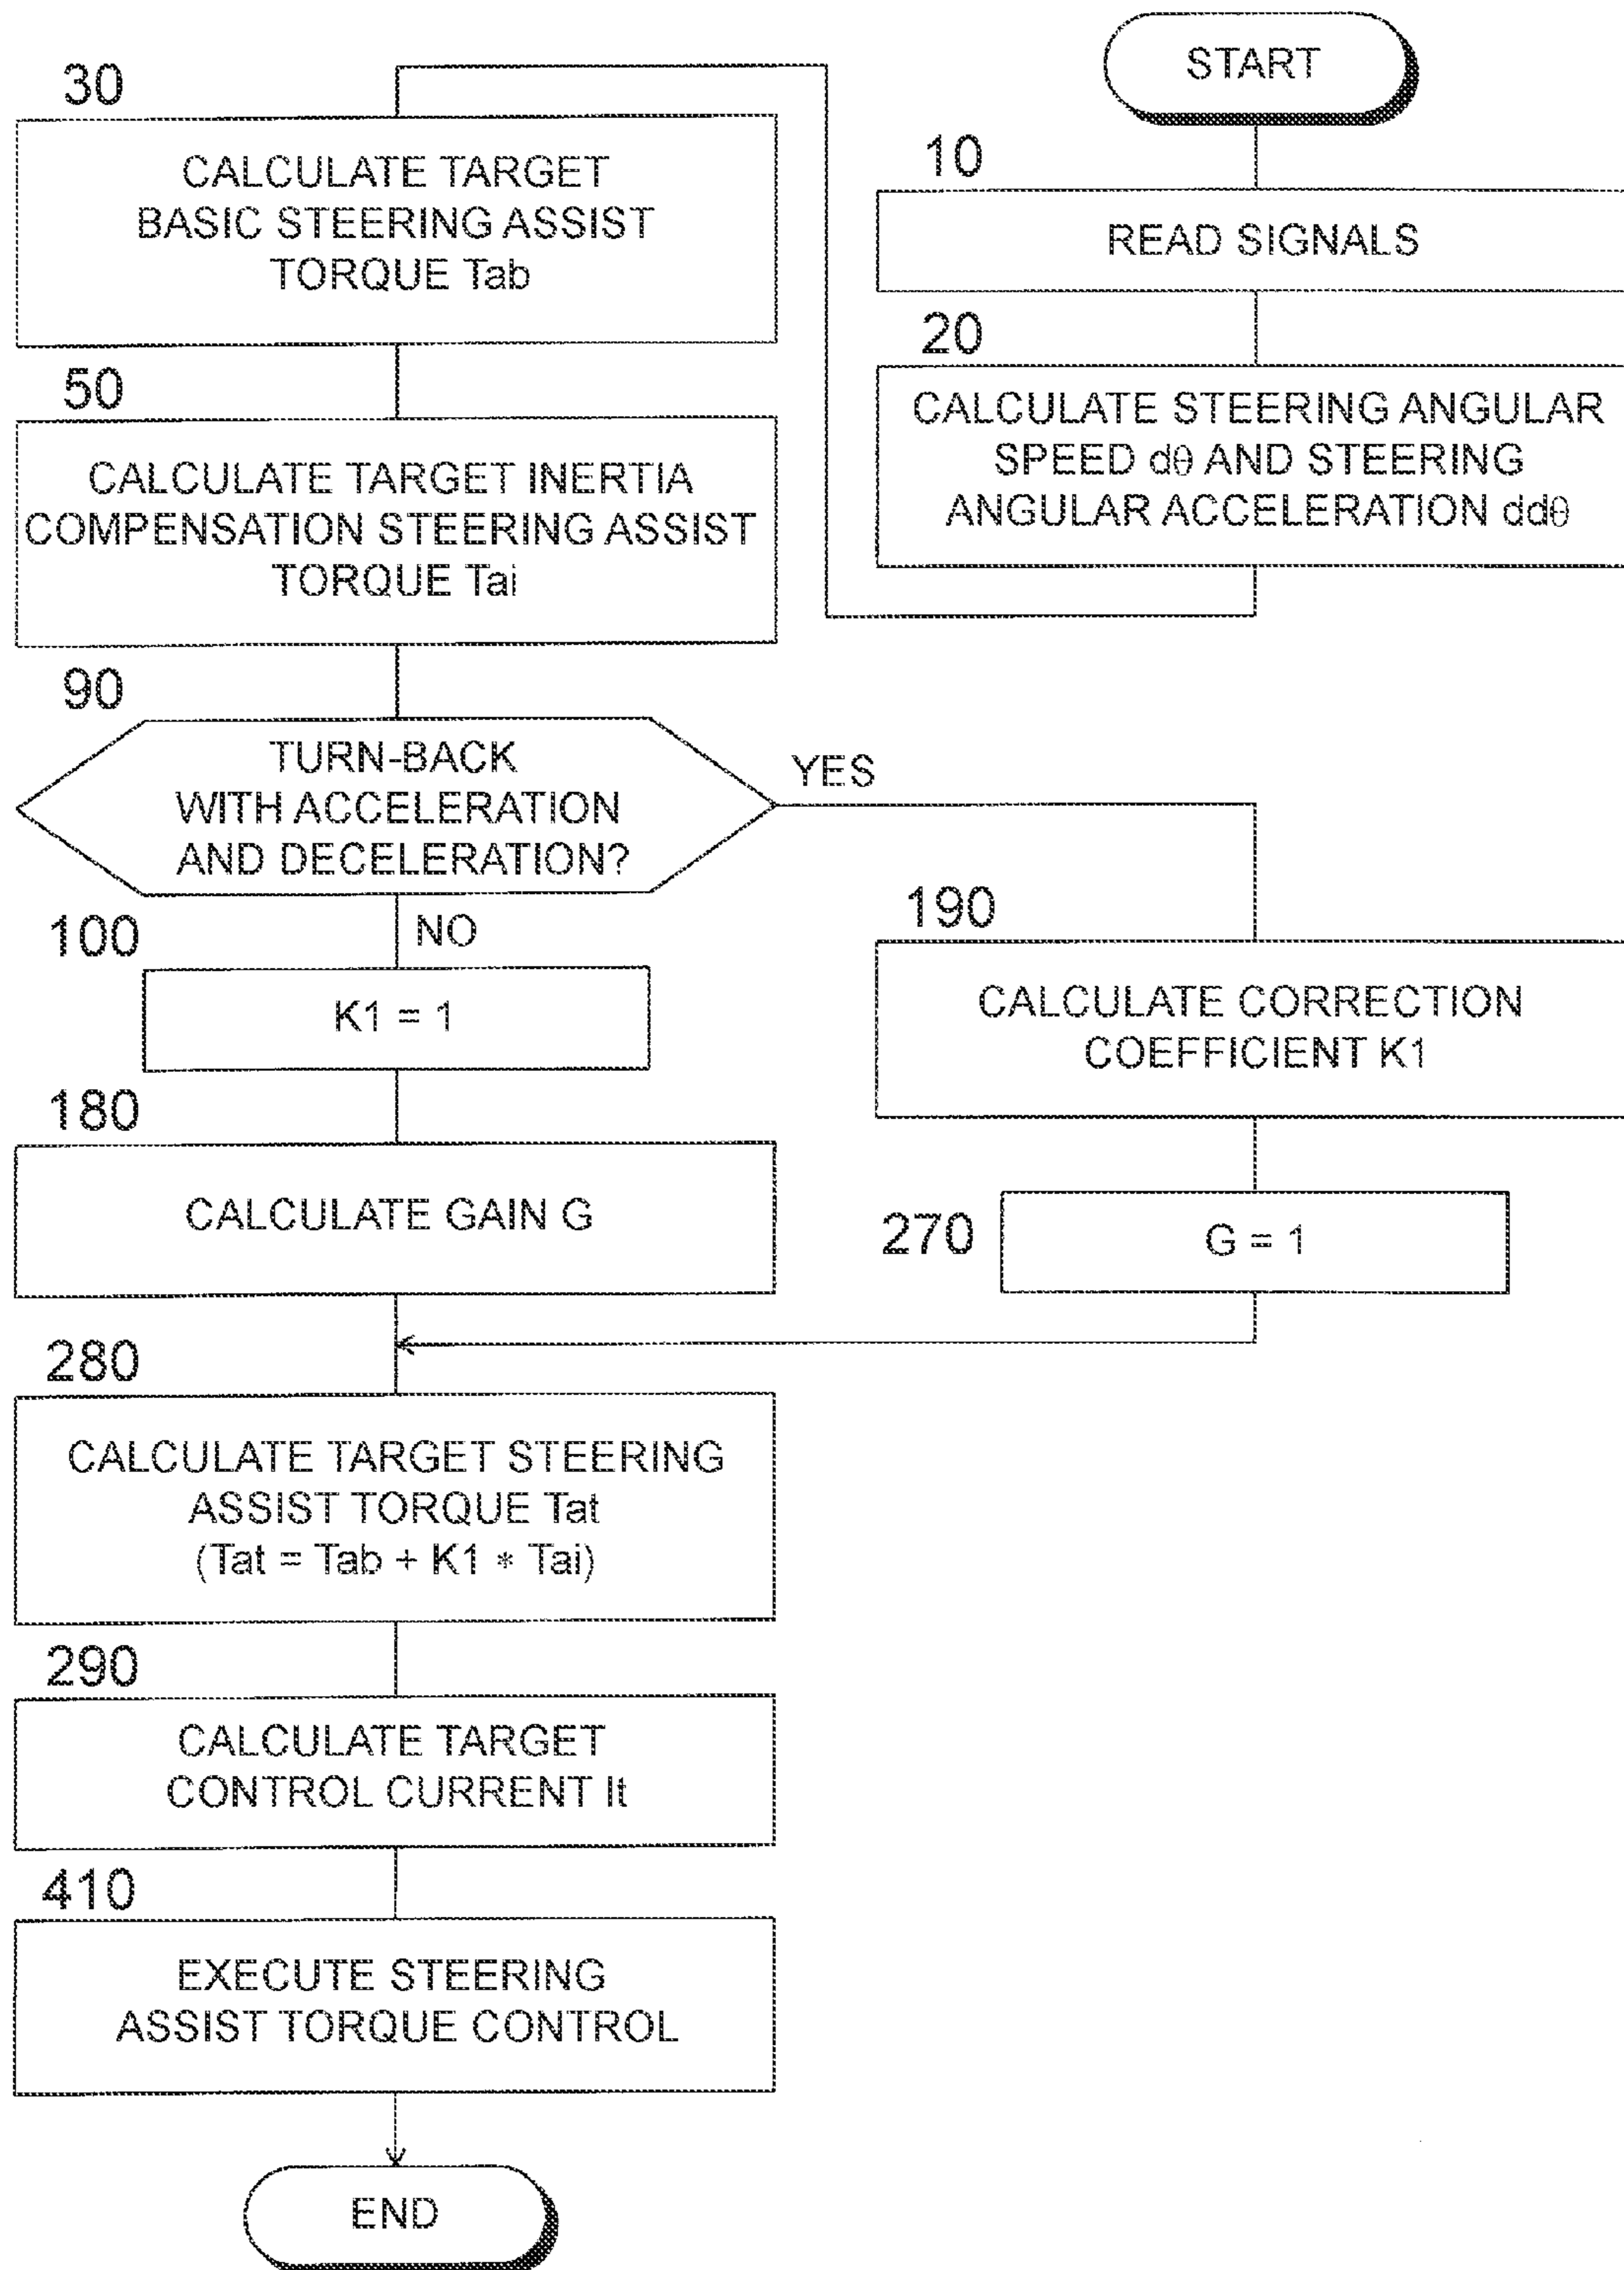 START
10
READ SIGNALS
20
CALCULATE STEERING ANGULAR
SPEED dθ AND STEERING
ANGULAR ACCELERATION ddθ
30
CALCULATE TARGET
BASIC STEERING ASSIST
TORQUE Tab
50
CALCULATE TARGET INERTIA
COMPENSATION STEERING ASSIST
TORQUE Tai
90
TURN-BACK
WITH ACCELERATION
AND DECELERATION?
YES
NO
100
K1 = 1
180
CALCULATE GAIN G
190
CALCULATE CORRECTION
COEFFICIENT K1
270
G = 1
280
CALCULATE TARGET STEERING
ASSIST TORQUE Tat
(Tat = Tab + K1 * Tai)
290
CALCULATE TARGET
CONTROL CURRENT It
410
EXECUTE STEERING
ASSIST TORQUE CONTROL
END